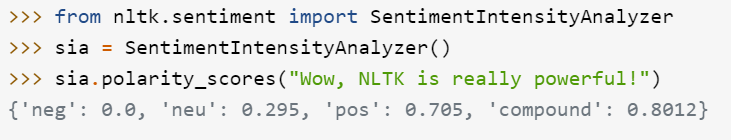 >>> from nltk.sentiment import SentimentIntensityAnalyzer
>>> sia = SentimentIntensityAnalyzer()
>>> sia.polarity_scores("Wow, NLTK is really powerful!")
{'neg': 0.0, 'neu': 0.295, 'pos': 0.705, 'compound': 0.8012}